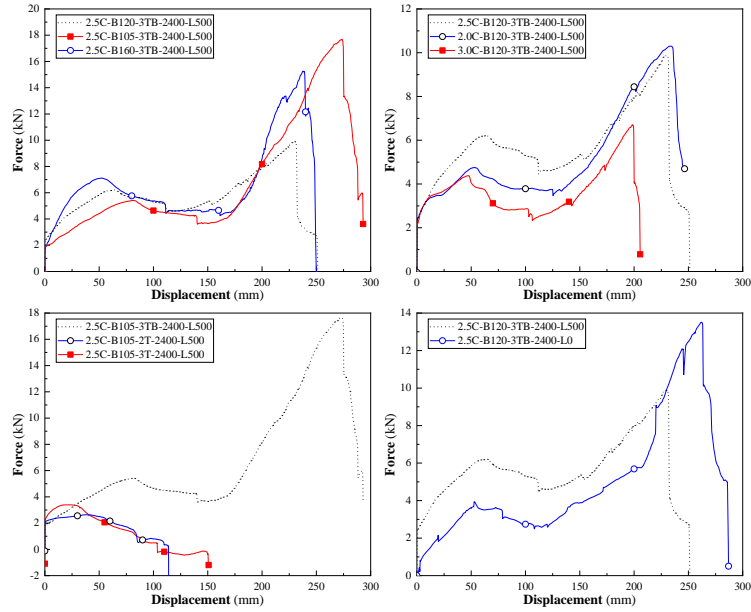 2.5C-B120-3TB-2400-L500
2.5C-B105-3TB-2400-L500
2.5C-B160-3TB-2400-L500
20
18
16
14
12
10
8
6
4
2
0
Force (kN)
0 50 100 150 200 250 300
Displacement (mm)
2.5C-B120-3TB-2400-L500
2.0C-B120-3TB-2400-L500
3.0C-B120-3TB-2400-L500
12
10
8
6
4
2
0
Force (kN)
0 50 100 150 200 250 300
Displacement (mm)
2.5C-B105-3TB-2400-L500
2.5C-B105-2T-2400-L500
2.5C-B105-3T-2400-L500
18
16
14
12
10
8
6
4
2
0
-2
Force (kN)
0 50 100 150 200 250 300
Displacement (mm)
2.5C-B120-3TB-2400-L500
2.5C-B120-3TB-2400-L0
14
12
10
8
6
4
2
0
Force (kN)
0 50 100 150 200 250 300
Displacement (mm)